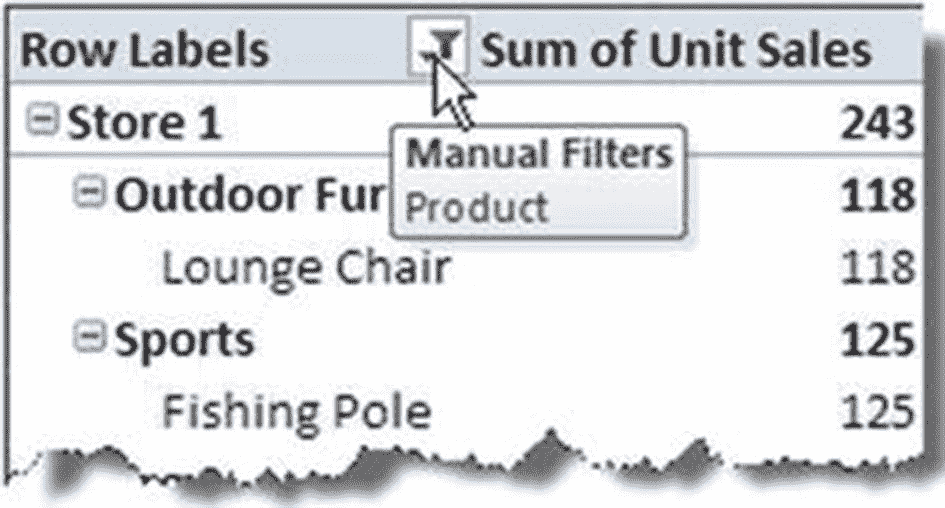 Row Labels Sum of Unit Sales
Store 1 243
Manual Filters
Outdoor Fur 118
Product
Lounge Chair 118
Sports 125
Fishing Pole 125